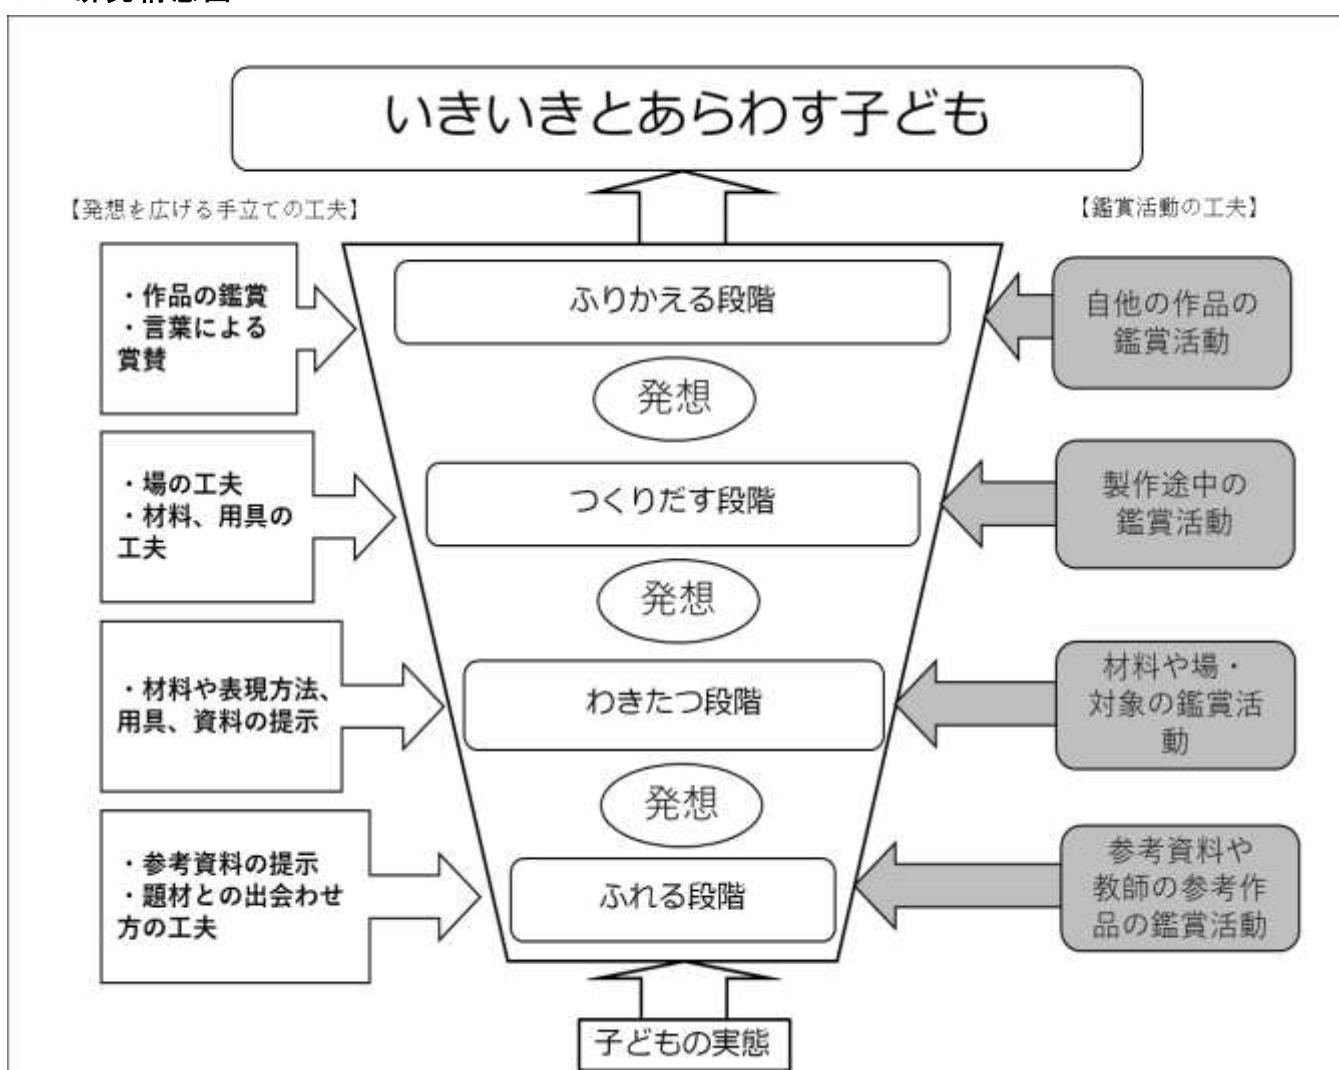 いきいきとあらわす子ども
【発想を広げる手立ての工夫】
【鑑賞活動の工夫】
・作品の鑑賞
・言葉による
賞賛
ふりかえる段階
自他の作品の
鑑賞活動
発想
・場の工夫
・材料、用具の
工夫
つくりだす段階
製作途中の
鑑賞活動
発想
・材料や表現方法、
用具、資料の提示
わきたつ段階
材料や場・
対象の鑑賞活
動
発想
・参考資料の提示
・題材との出会わせ
方の工夫
ふれる段階
参考資料や
教師の参考作
品の鑑賞活動
子どもの実態